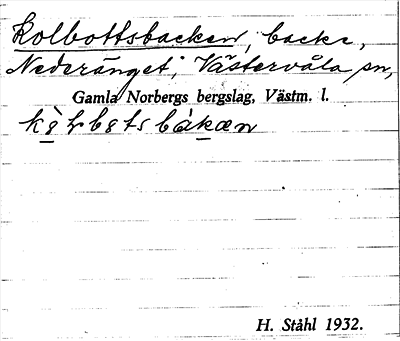 Kolbottsbacken, backe,
Nederänget, Västervåla sn,
Gamla Norbergs bergslag, Västm. l.
H. Ståhl 1932.